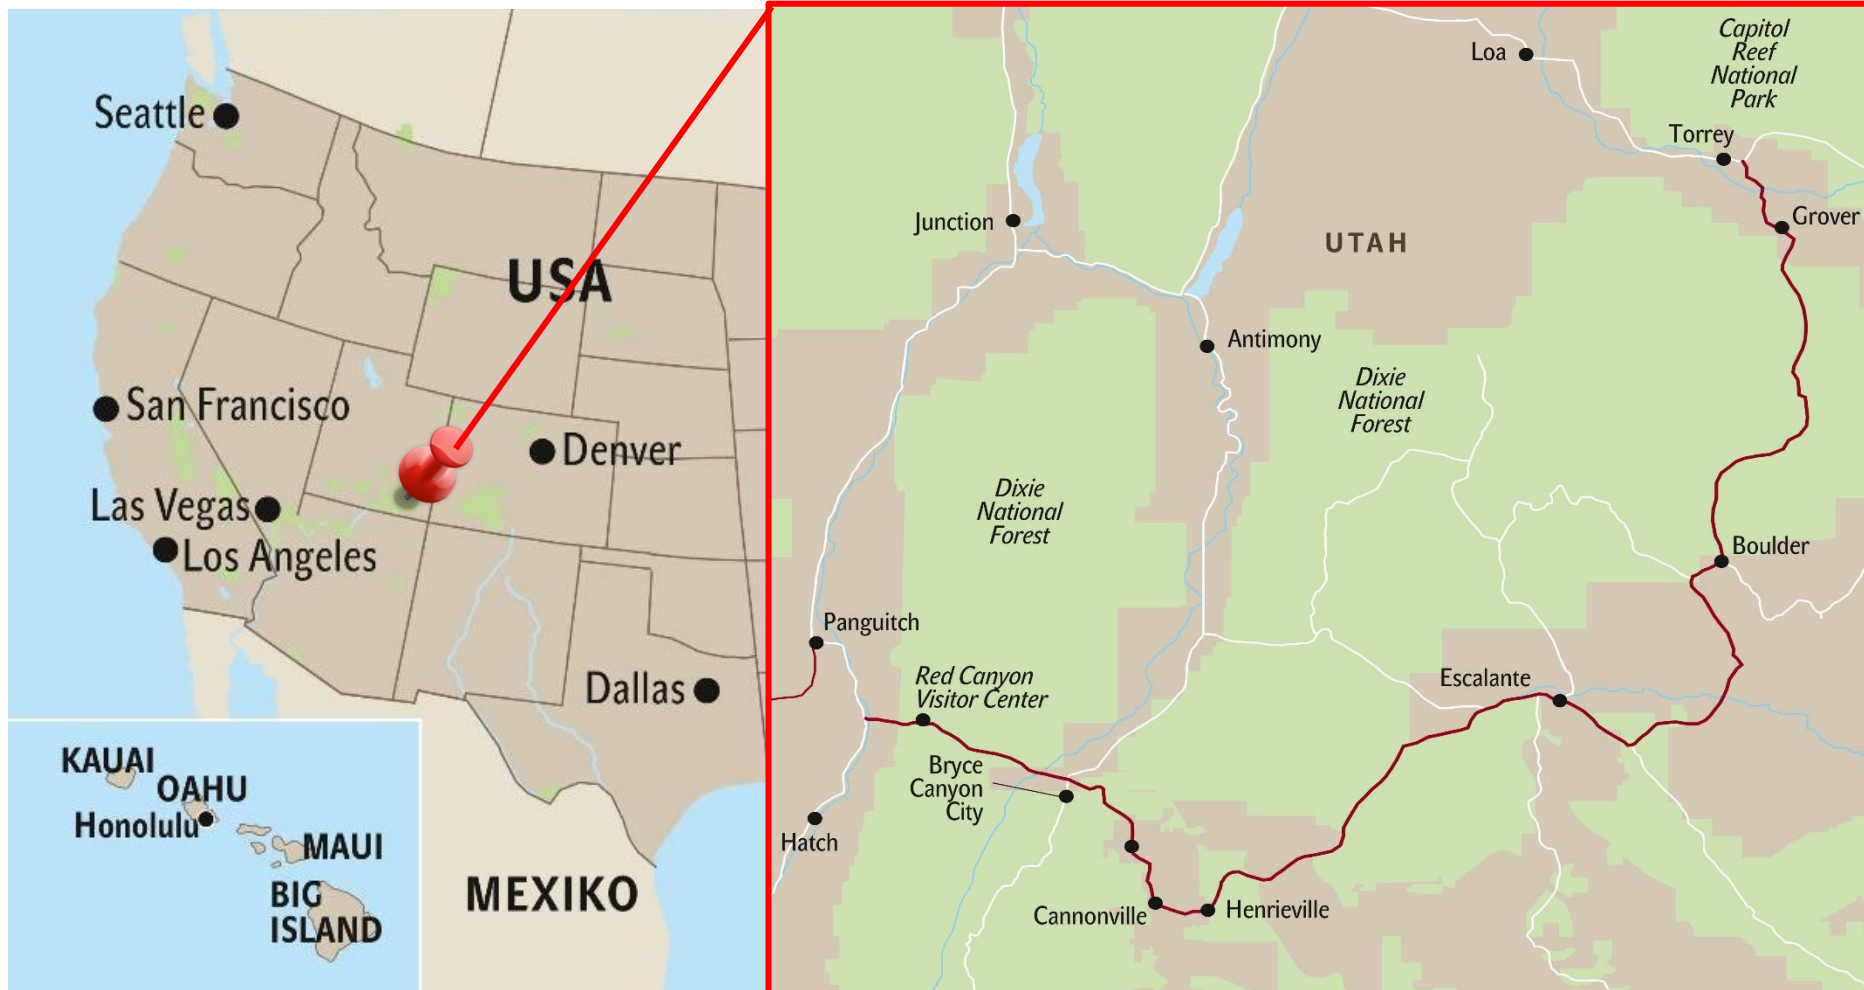 Seattle
USA
San Francisco
Denver
Las Vegas
Los Angeles
Dallas
KAUAI
OAHU
Honolulu
MAUI
BIG
ISLAND
MEXIKO
Capitol
Reef
National
Park
Loa
Torrey
Grover
Junction
UTAH
Antimony
Dixie
National
Forest
Dixie
National
Forest
Boulder
Panguitch
Red Canyon
Visitor Center
Escalante
Bryce
Canyon
City
Hatch
Cannonville
Henrieville